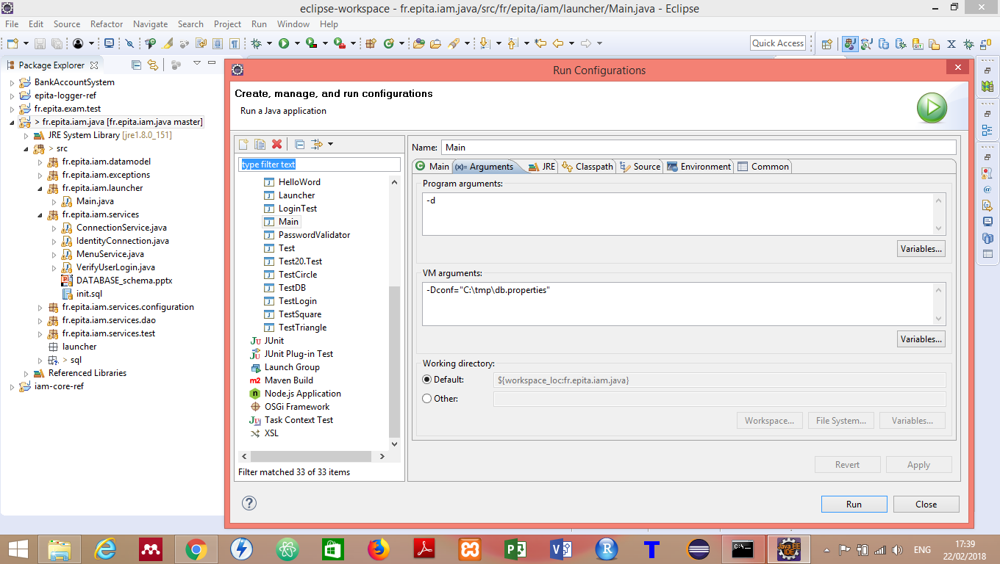 eclipse-workspace - fr.epita.iam.java/src/fr/epita/iam/launcher/Main.java - Eclipse
File Edit Source Refactor Navigate Search Project Run Window Help
Quick Access
Package Explorer
BankAccountSystem
epita-logger-ref
fr.epita.exam.test
> fr.epita.iam.java [fr.epita.iam.java master]
JRE System Library [jre1.8.0_151]
> src
fr.epita.iam.datamodel
fr.epita.iam.exceptions
fr.epita.iam.launcher
Main.java
fr.epita.iam.services
ConnectionService.java
IdentityConnection.java
MenuService.java
VerifyUserLogin.java
DATABASE_schema.pptx
init.sql
fr.epita.iam.services.configuration
fr.epita.iam.services.dao
fr.epita.iam.services.test
launcher
> sql
Referenced Libraries
iam-core-ref
Run Configurations
Create, manage, and run configurations
Run a Java application
type filter text
HelloWord
Launcher
LoginTest
Main
PasswordValidator
Test
Test20.Test
TestCircle
TestDB
TestLogin
TestSquare
TestTriangle
JUnit
JUnit Plug-in Test
Launch Group
m2 Maven Build
Node.js Application
OSGi Framework
Task Context Test
XSL
Filter matched 33 of 33 items
Name: Main
Main (x)= Arguments JRE Classpath Source Environment Common
Program arguments:
-d
Variables...
VM arguments:
-Dconf="C:\tmp\db.properties"
Variables...
Working directory:
Default: ${workspace_loc:fr.epita.iam.java}
Other:
Workspace... File System... Variables...
Revert Apply
Run Close
ENG
17:39
22/02/2018